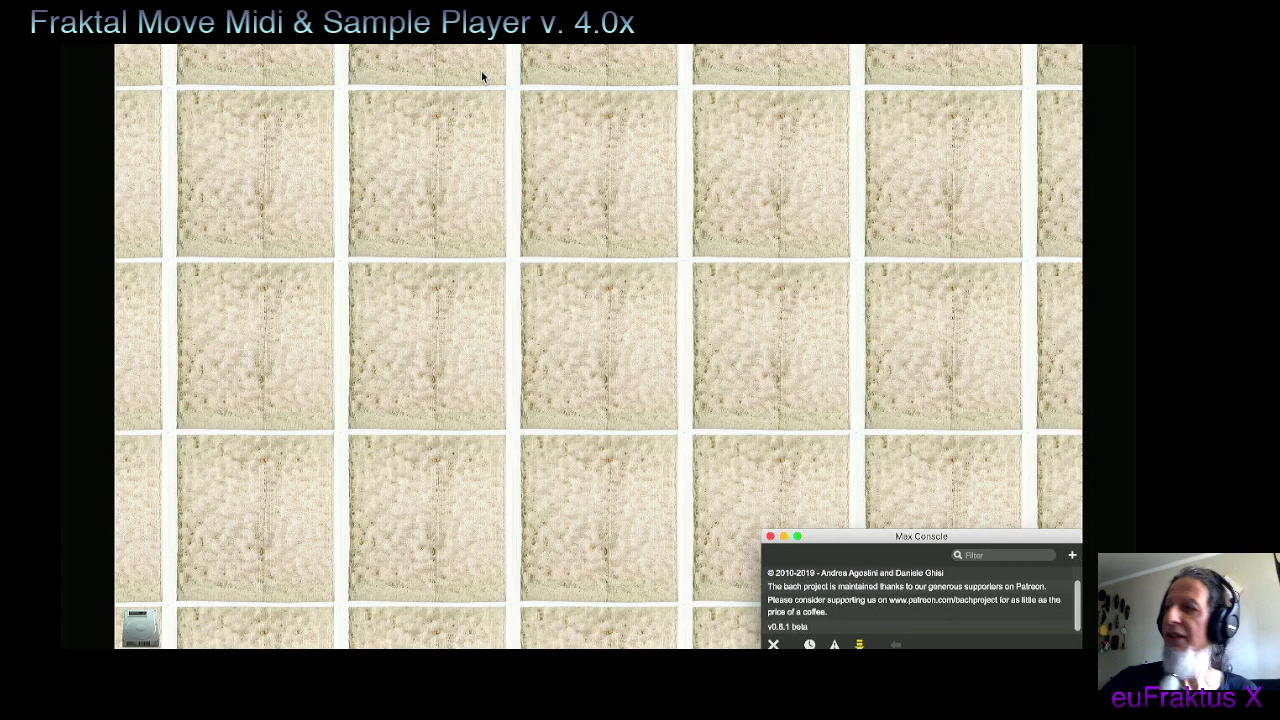 Fraktal Move Midi & Sample Player v. 4.0x
Max Console
Filter
© 2010-2019 - Andrea Agostini and Daniele Ghisi
The bach project is maintained thanks to our generous supporters on Patreon.
Please consider supporting us on www.patreon.com/bachproject for as little as the
price of a coffee.
v0.8.1 beta
euFraktus X